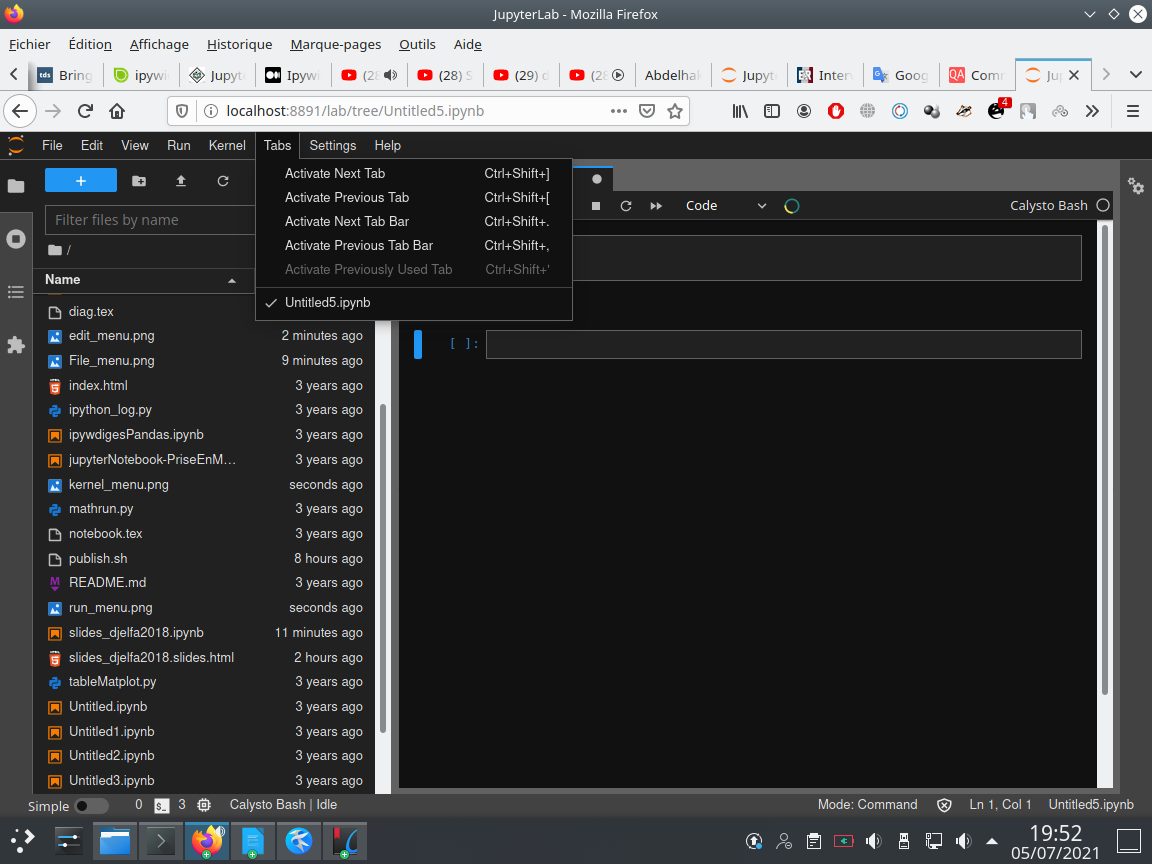 JupyterLab - Mozilla Firefox
Fichier Édition Affichage Historique Marque-pages Outils Aide
tds Bring ipywi Jupyt Ipywi (28 (28) S (29) d (28 Abdelhal Jupyt ER Inter Goog QA Comm Ju
localhost:8891/lab/tree/Untitled5.ipynb
4
File Edit View Run Kernel Tabs Settings Help
Activate Next Tab Ctrl+Shift+]
Activate Previous Tab Ctrl+Shift+[
Activate Next Tab Bar Ctrl+Shift+.
Activate Previous Tab Bar Ctrl+Shift+,
Activate Previously Used Tab Ctrl+Shift+'
Untitled5.ipynb
Code Calysto Bash
Filter files by name
/
Name
diag.tex
edit_menu.png 2 minutes ago
File_menu.png 9 minutes ago
index.html 3 years ago
ipython_log.py 3 years ago
ipywdigesPandas.ipynb 3 years ago
jupyterNotebook-PriseEnM… 3 years ago
kernel_menu.png seconds ago
mathrun.py 3 years ago
notebook.tex 3 years ago
publish.sh 8 hours ago
README.md 3 years ago
run_menu.png seconds ago
slides_djelfa2018.ipynb 11 minutes ago
slides_djelfa2018.slides.html 2 hours ago
tableMatplot.py 3 years ago
Untitled.ipynb 3 years ago
Untitled1.ipynb 3 years ago
Untitled2.ipynb 3 years ago
Untitled3.ipynb 3 years ago
[ ]:
Simple 0 $_ 3 Calysto Bash | Idle Mode: Command Ln 1, Col 1 Untitled5.ipynb
19:52
05/07/2021